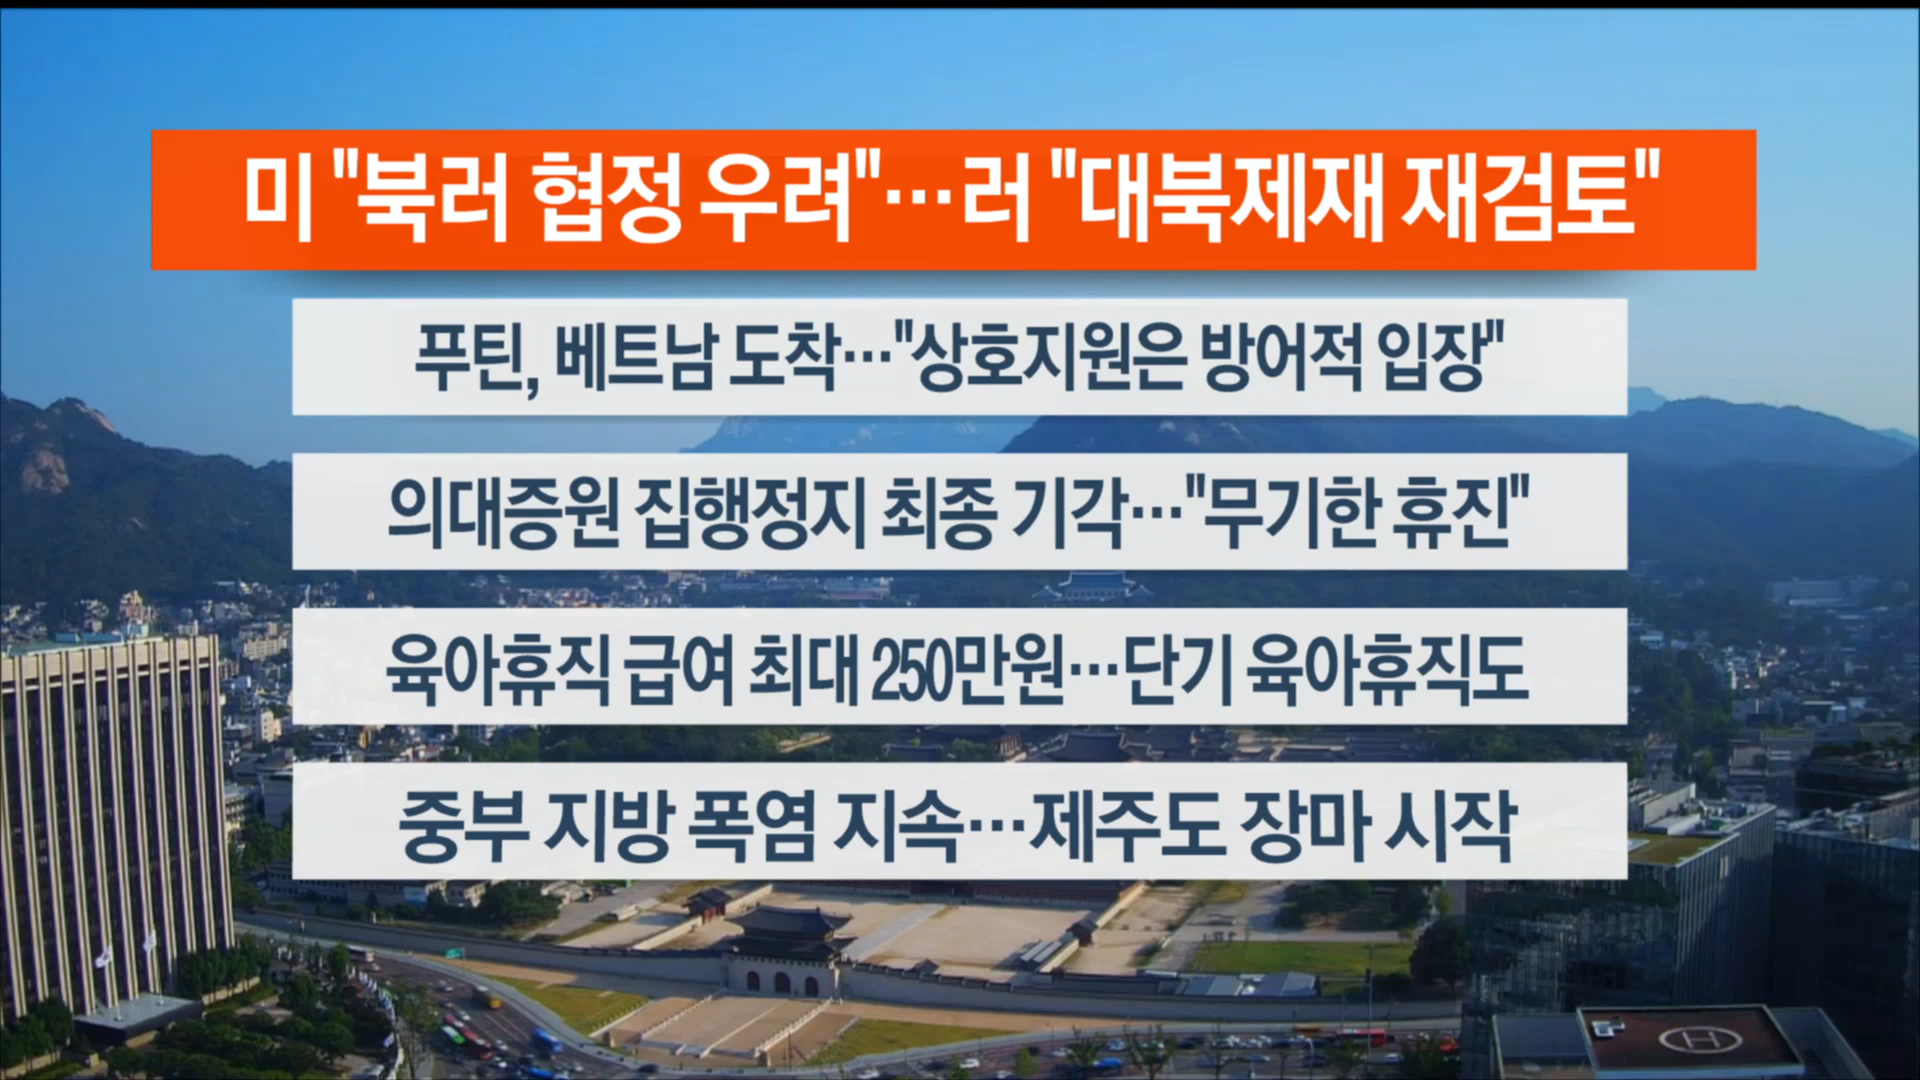 미 "북러 협정 우려"…러 "대북제재 재검토"
푸틴, 베트남 도착…"상호지원은 방어적 입장"
의대증원 집행정지 최종 기각…"무기한 휴진"
육아휴직 급여 최대 250만원…단기 육아휴직도
중부 지방 폭염 지속…제주도 장마 시작
H